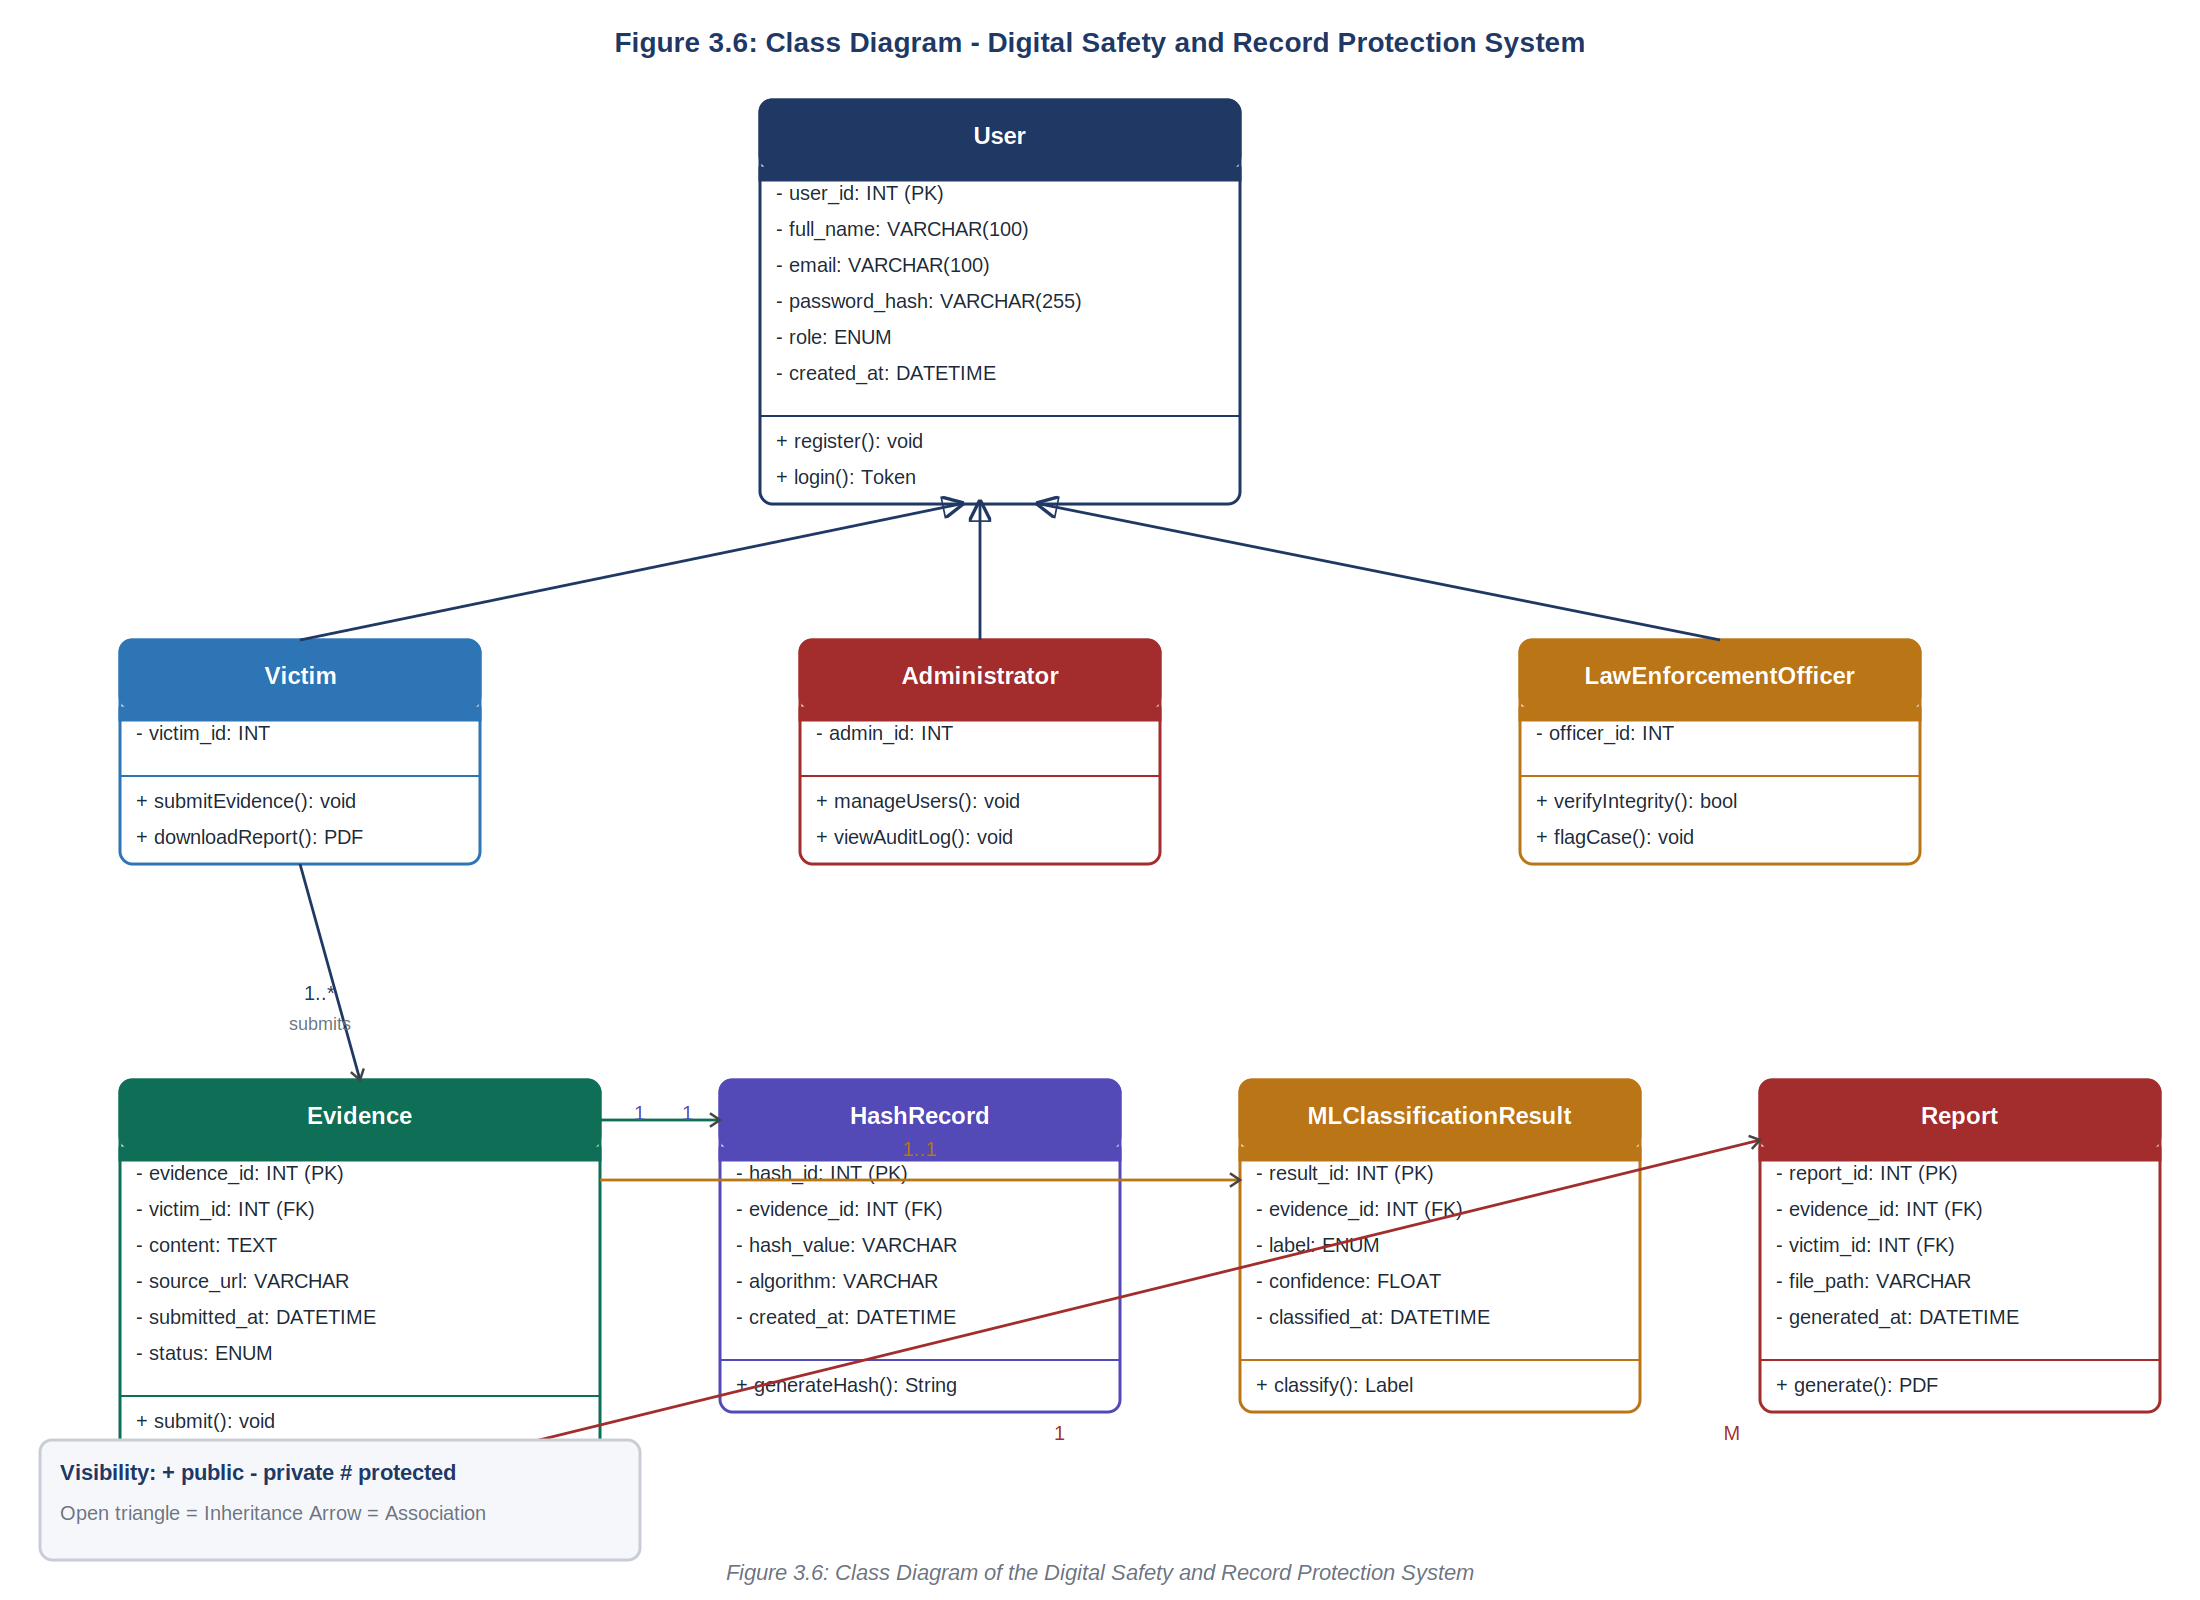 Figure 3.6: Class Diagram - Digital Safety and Record Protection System
User
- user_id: INT (PK)
- full_name: VARCHAR(100)
- email: VARCHAR(100)
- password_hash: VARCHAR(255)
- role: ENUM
- created_at: DATETIME
+ register(): void
+ login(): Token
Victim
- victim_id: INT
+ submitEvidence(): void
+ downloadReport(): PDF
Administrator
- admin_id: INT
+ manageUsers(): void
+ viewAuditLog(): void
LawEnforcementOfficer
- officer_id: INT
+ verifyIntegrity(): bool
+ flagCase(): void
1..*
submits
Evidence
- evidence_id: INT (PK)
- victim_id: INT (FK)
- content: TEXT
- source_url: VARCHAR
- submitted_at: DATETIME
- status: ENUM
+ submit(): void
1 1
HashRecord
1..1
- hash_id: INT (PK)
- evidence_id: INT (FK)
- hash_value: VARCHAR
- algorithm: VARCHAR
- created_at: DATETIME
+ generateHash(): String
MLClassificationResult
- result_id: INT (PK)
- evidence_id: INT (FK)
- label: ENUM
- confidence: FLOAT
- classified_at: DATETIME
+ classify(): Label
Report
- report_id: INT (PK)
- evidence_id: INT (FK)
- victim_id: INT (FK)
- file_path: VARCHAR
- generated_at: DATETIME
+ generate(): PDF
1
M
Visibility: + public - private # protected
Open triangle = Inheritance Arrow = Association
Figure 3.6: Class Diagram of the Digital Safety and Record Protection System